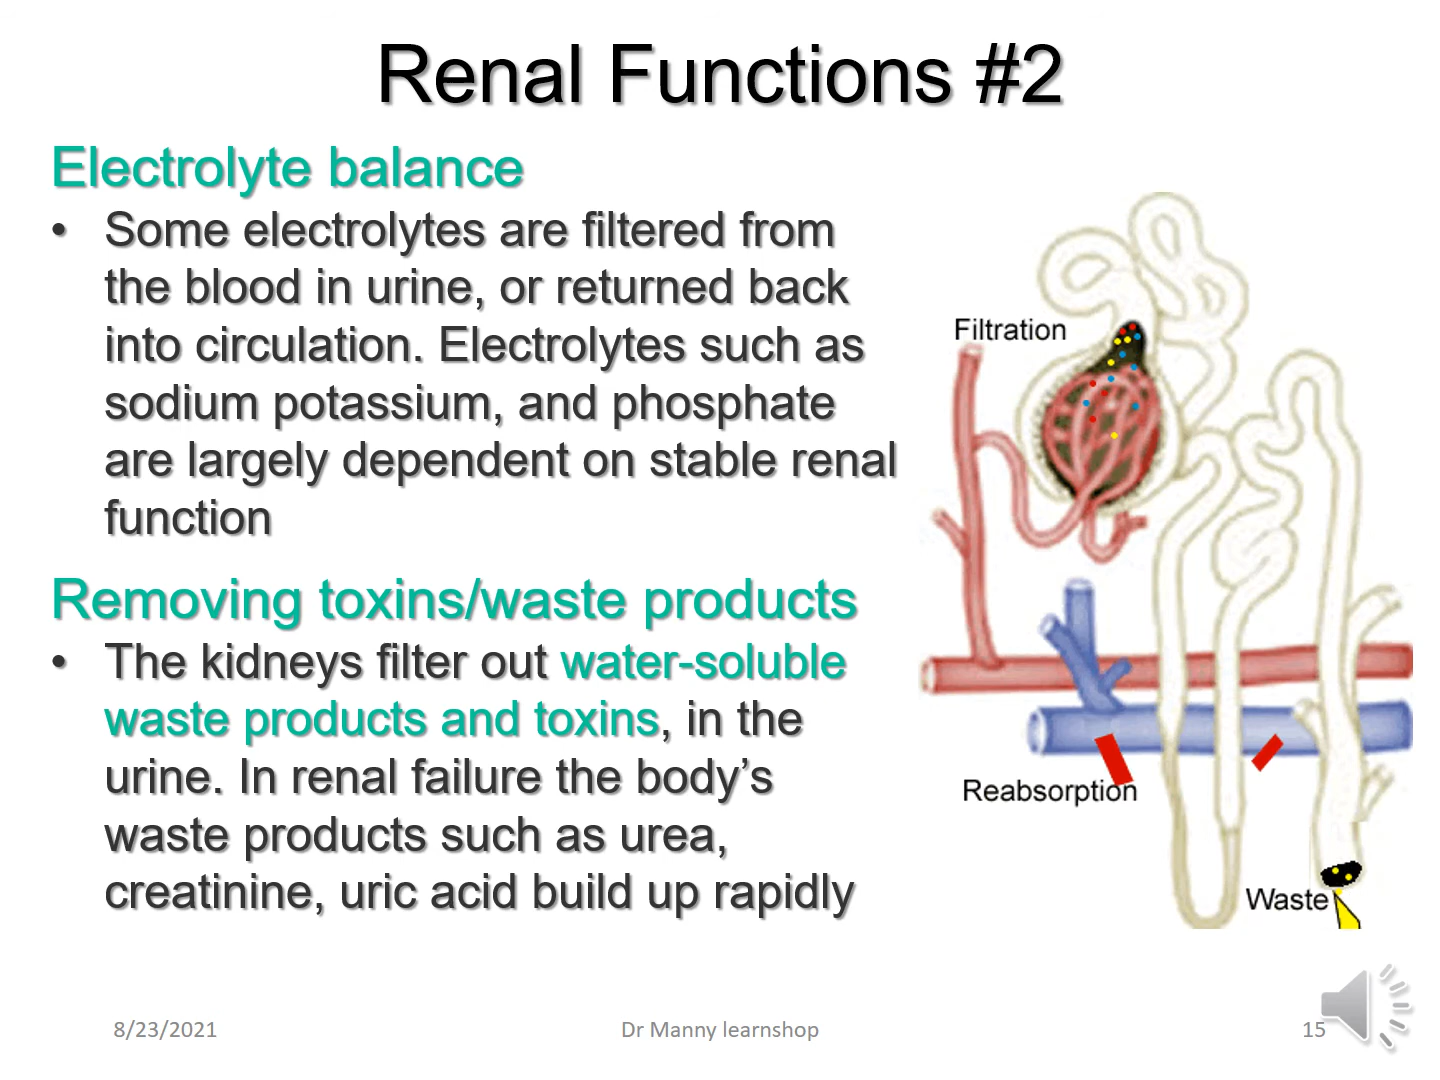 Renal Functions #2
Electrolyte balance
• Some electrolytes are filtered from
the blood in urine, or returned back
into circulation. Electrolytes such as
sodium potassium, and phosphate
are largely dependent on stable renal
function
Removing toxins/waste products
• The kidneys filter out water-soluble
waste products and toxins, in the
urine. In renal failure the body’s
waste products such as urea,
creatinine, uric acid build up rapidly
Filtration
Reabsorption
Waste
8/23/2021
Dr Manny learnshop
15